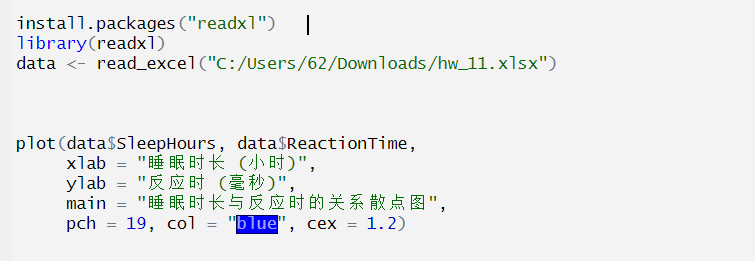 install.packages("readxl")
library(readxl)
data <- read_excel("C:/Users/62/Downloads/hw_11.xlsx")
plot(data$SleepHours, data$ReactionTime,
xlab = "睡眠时长 (小时)",
ylab = "反应时 (毫秒)",
main = "睡眠时长与反应时的关系散点图",
pch = 19, col = "blue", cex = 1.2)